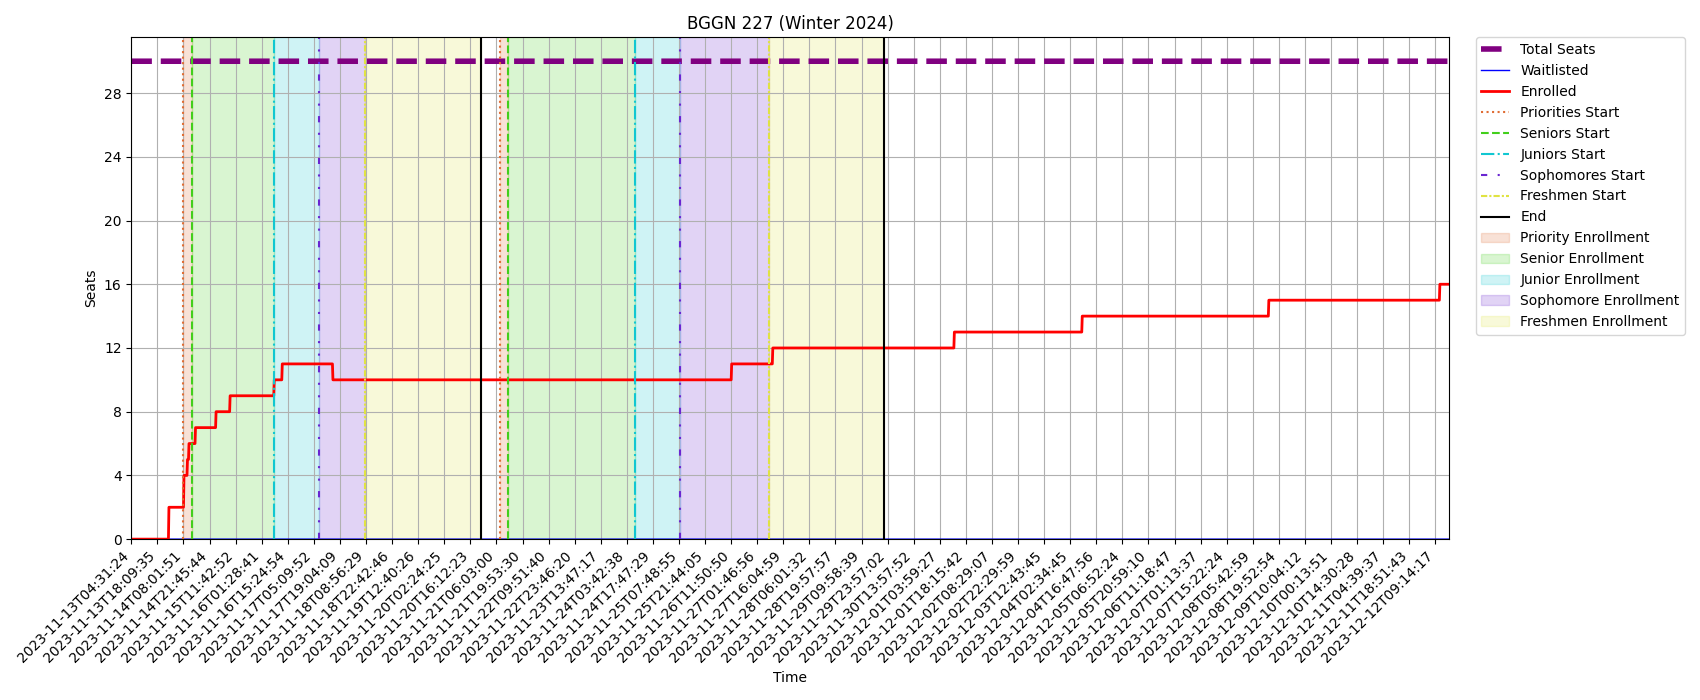 BGGN 227 (Winter 2024)
Seats
28
24
20
16
12
8
4
0
2023-11-13T04:31:24
2023-11-13T18:09:35
2023-11-14T08:01:51
2023-11-14T21:45:44
2023-11-15T11:42:52
2023-11-16T01:28:41
2023-11-16T15:24:54
2023-11-17T05:09:52
2023-11-17T19:04:09
2023-11-18T08:56:29
2023-11-18T22:42:46
2023-11-19T12:40:26
2023-11-20T02:24:25
2023-11-20T16:12:23
2023-11-21T06:03:00
2023-11-21T19:53:30
2023-11-22T09:51:40
2023-11-22T23:46:20
2023-11-23T13:47:17
2023-11-24T03:42:38
2023-11-24T17:47:29
2023-11-25T07:48:55
2023-11-25T21:44:05
2023-11-26T11:50:50
2023-11-27T01:46:56
2023-11-27T16:04:59
2023-11-28T06:01:32
2023-11-28T19:57:57
2023-11-29T09:58:39
2023-11-29T23:57:02
2023-11-30T13:57:52
2023-12-01T03:59:27
2023-12-01T18:15:42
2023-12-02T08:29:07
2023-12-02T22:29:59
2023-12-03T12:43:45
2023-12-04T02:34:45
2023-12-04T16:47:56
2023-12-05T06:52:24
2023-12-05T20:59:10
2023-12-06T11:18:47
2023-12-07T01:13:37
2023-12-07T15:22:24
2023-12-08T05:42:59
2023-12-08T19:52:54
2023-12-09T10:04:12
2023-12-10T00:13:51
2023-12-10T14:30:28
2023-12-11T04:39:37
2023-12-11T18:51:43
2023-12-12T09:14:17
Time
Total Seats
Waitlisted
Enrolled
Priorities Start
Seniors Start
Juniors Start
Sophomores Start
Freshmen Start
End
Priority Enrollment
Senior Enrollment
Junior Enrollment
Sophomore Enrollment
Freshmen Enrollment